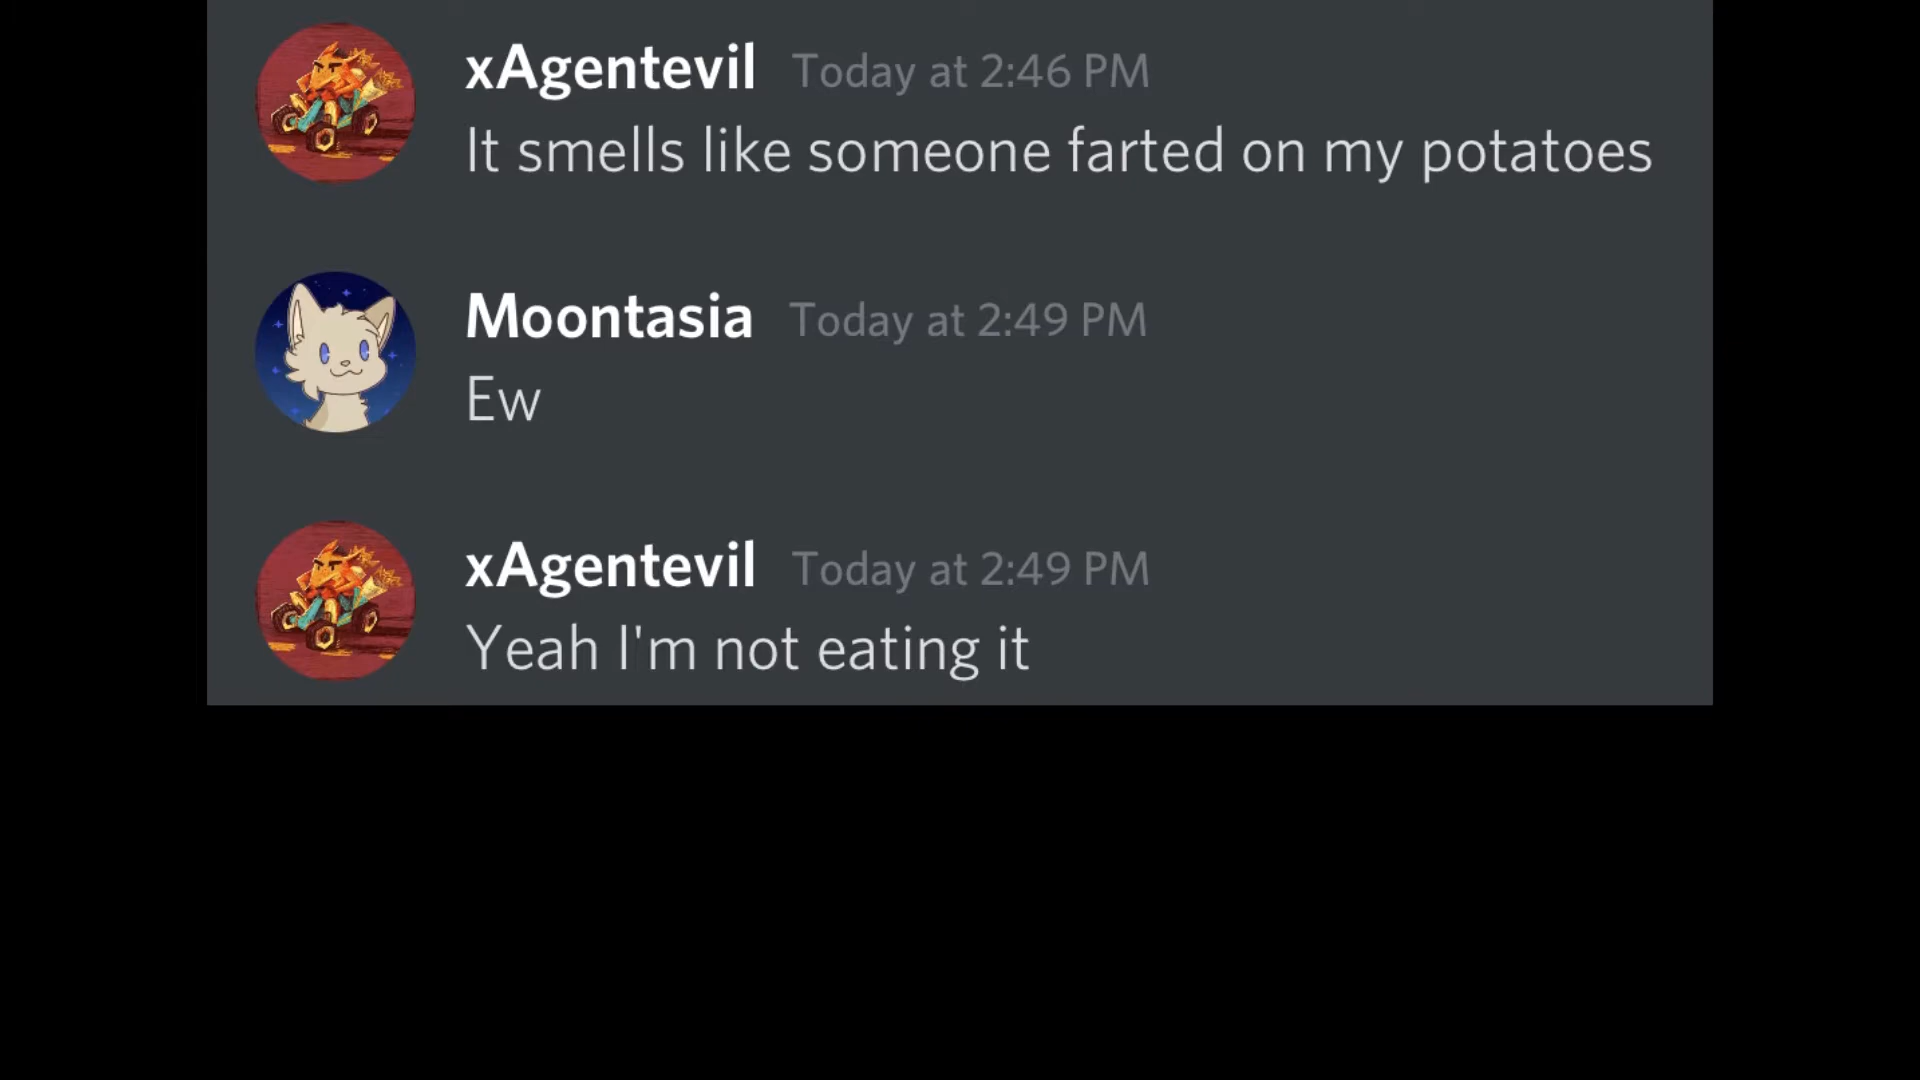 xAgentevil Today at 2:46 PM
It smells like someone farted on my potatoes
Moontasia Today at 2:49 PM
Ew
xAgentevil Today at 2:49 PM
Yeah I'm not eating it